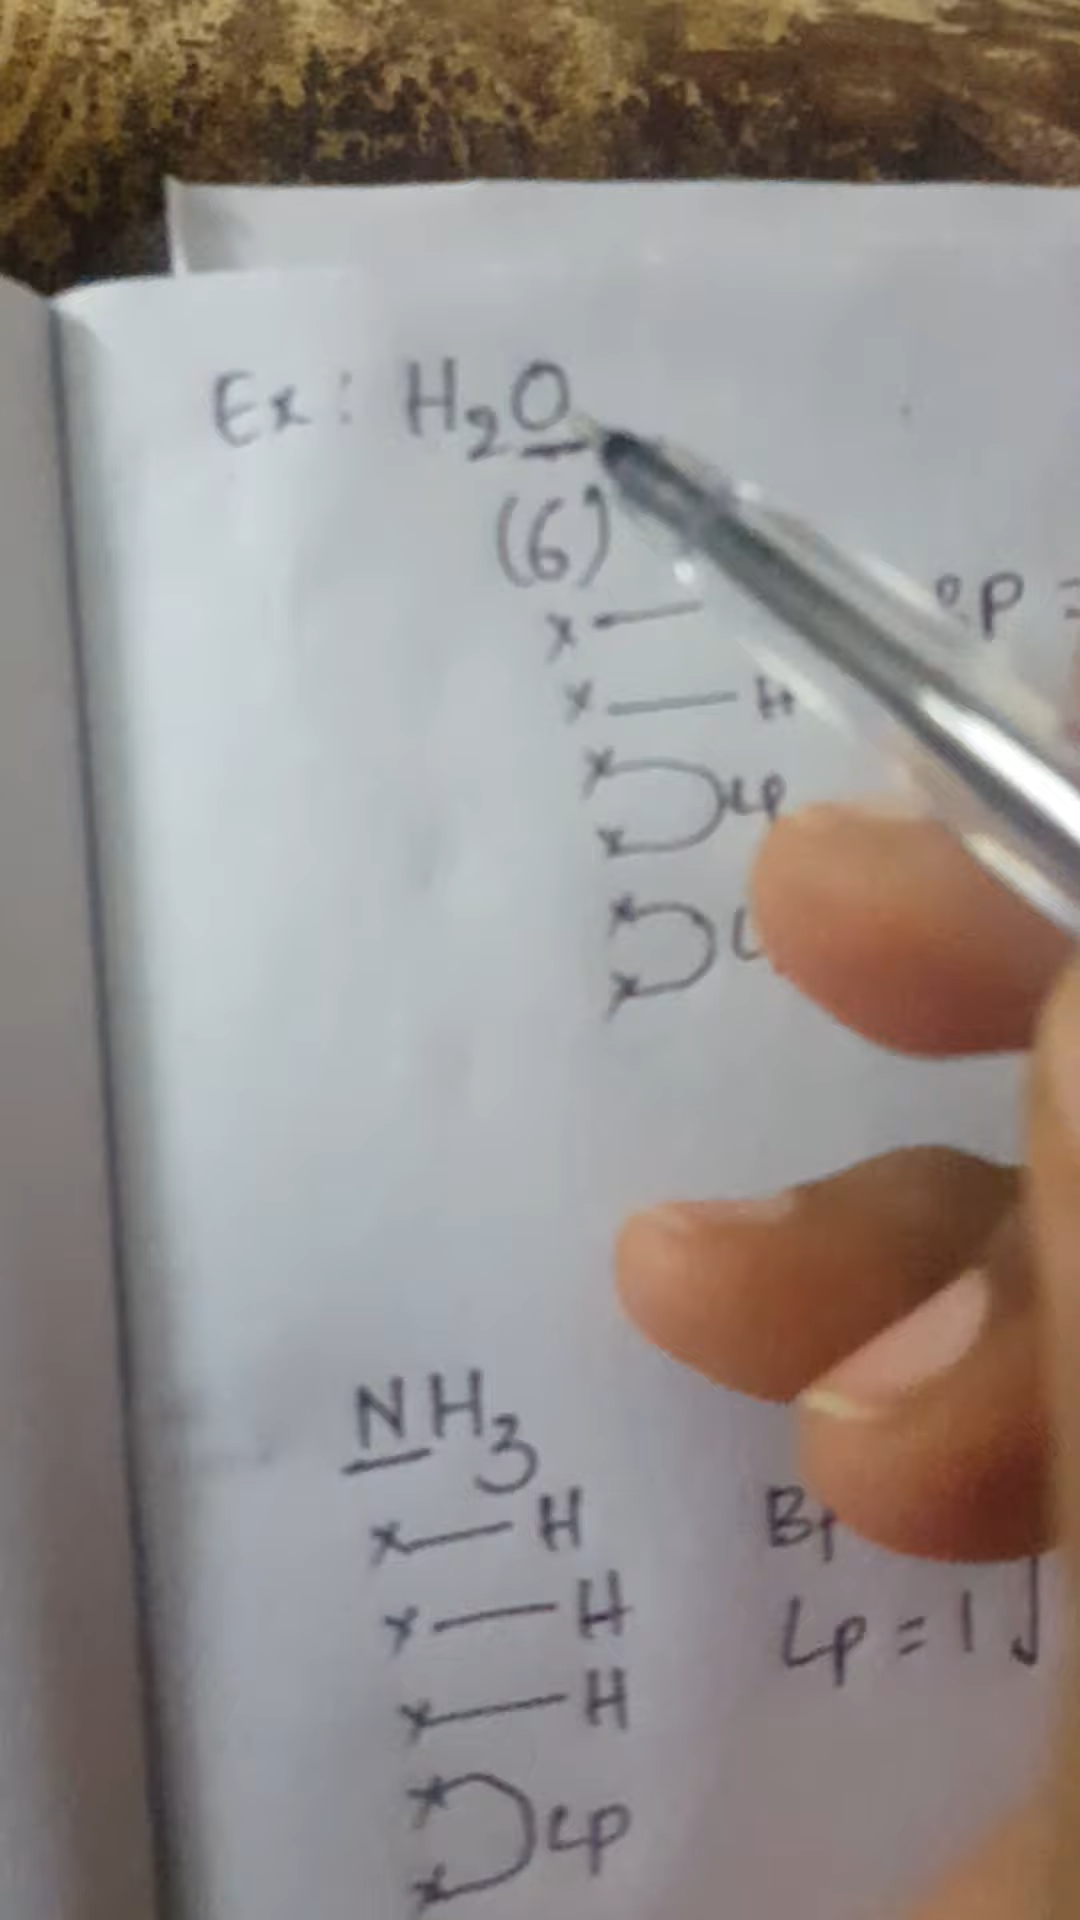 Ex: H₂O
(6)
x—
x— H
x
x Lp
x
x L
P =
NH₃
x— H
x— H
x— H
x
x Lp
Lp = 1